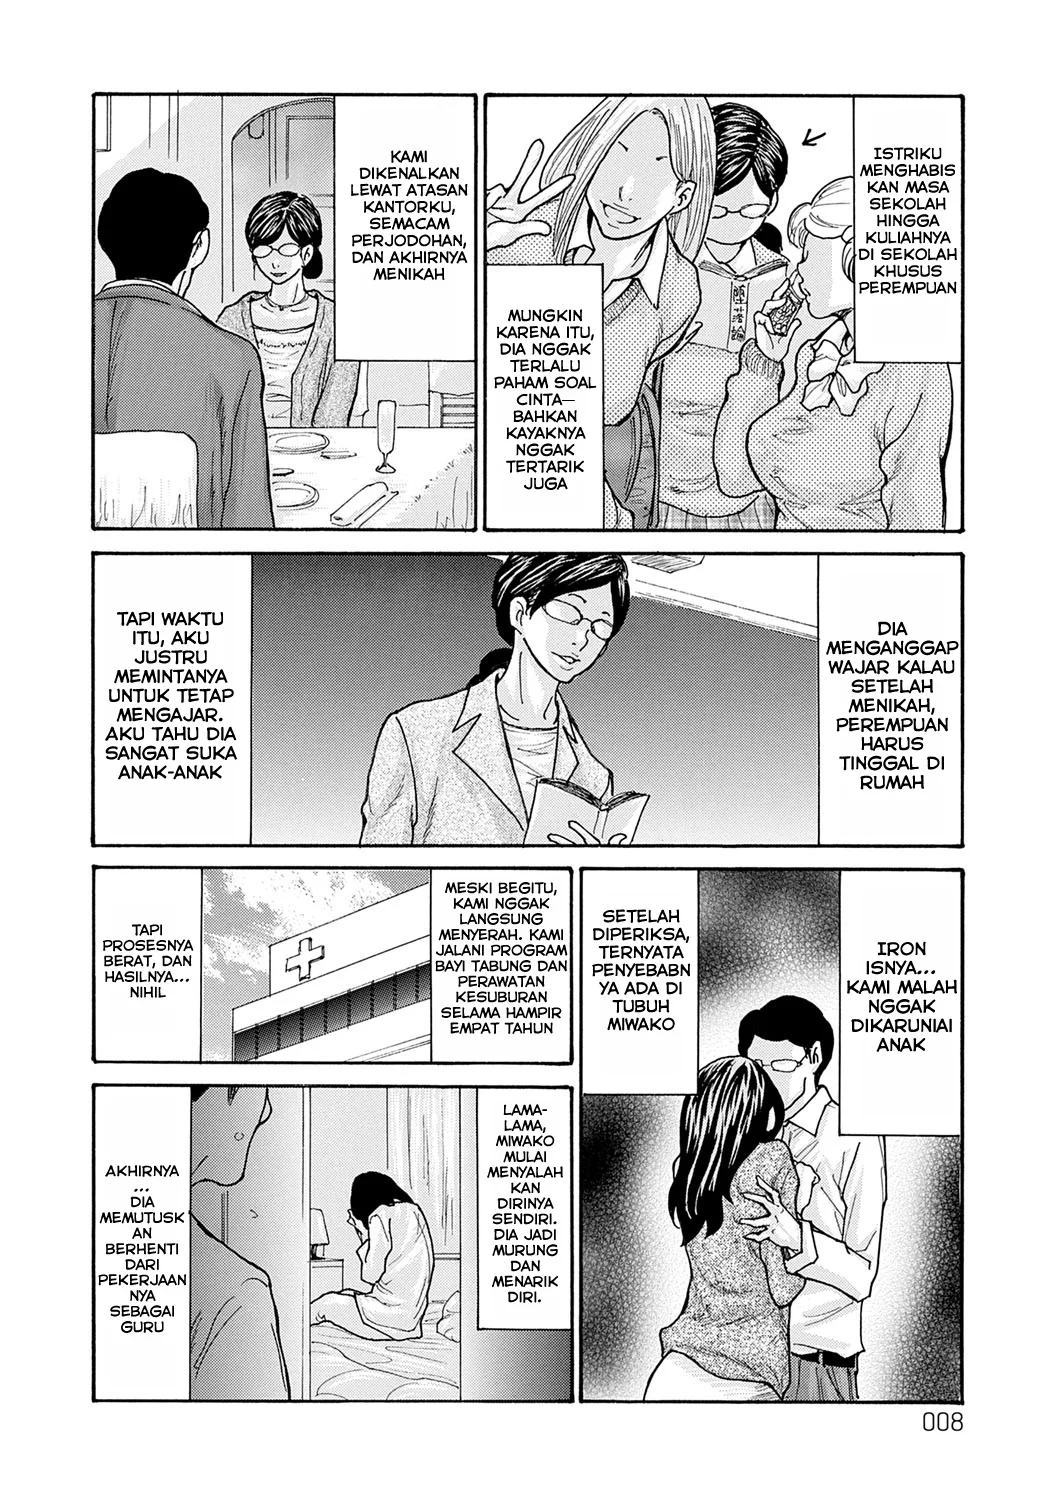 ISTRIKU
MENGHABIS
KAN MASA
SEKOLAH
HINGGA
KULIAHNYA
DI SEKOLAH
KHUSUS
PEREMPUAN
堕落論
MUNGKIN
KARENA ITU,
DIA NGGAK
TERLALU
PAHAM SOAL
CINTA—
BAHKAN
KAYAKNYA
NGGAK
TERTARIK
JUGA
KAMI
DIKENALKAN
LEWAT ATASAN
KANTORKU,
SEMACAM
PERJODOHAN,
DAN AKHIRNYA
MENIKAH
DIA
MENGANGGAP
WAJAR KALAU
SETELAH
MENIKAH,
PEREMPUAN
HARUS
TINGGAL DI
RUMAH
TAPI WAKTU
ITU, AKU
JUSTRU
MEMINTANYA
UNTUK TETAP
MENGAJAR.
AKU TAHU DIA
SANGAT SUKA
ANAK-ANAK
IRON
ISNYA...
KAMI MALAH
NGGAK
DIKARUNIAI
ANAK
SETELAH
DIPERIKSA,
TERNYATA
PENYEBABN
YA ADA DI
TUBUH
MIWAKO
MESKI BEGITU,
KAMI NGGAK
LANGSUNG
MENYERAH. KAMI
JALANI PROGRAM
BAYI TABUNG DAN
PERAWATAN
KESUBURAN
SELAMA HAMPIR
EMPAT TAHUN
TAPI
PROSESNYA
BERAT, DAN
HASILNYA...
NIHIL
LAMA-
LAMA,
MIWAKO
MULAI
MENYALAH
KAN
DIRINYA
SENDIRI.
DIA JADI
MURUNG
DAN
MENARIK
DIRI.
AKHIRNYA
...
DIA
MEMUTUSK
AN
BERHENTI
DARI
PEKERJAAN
NYA
SEBAGAI
GURU
008